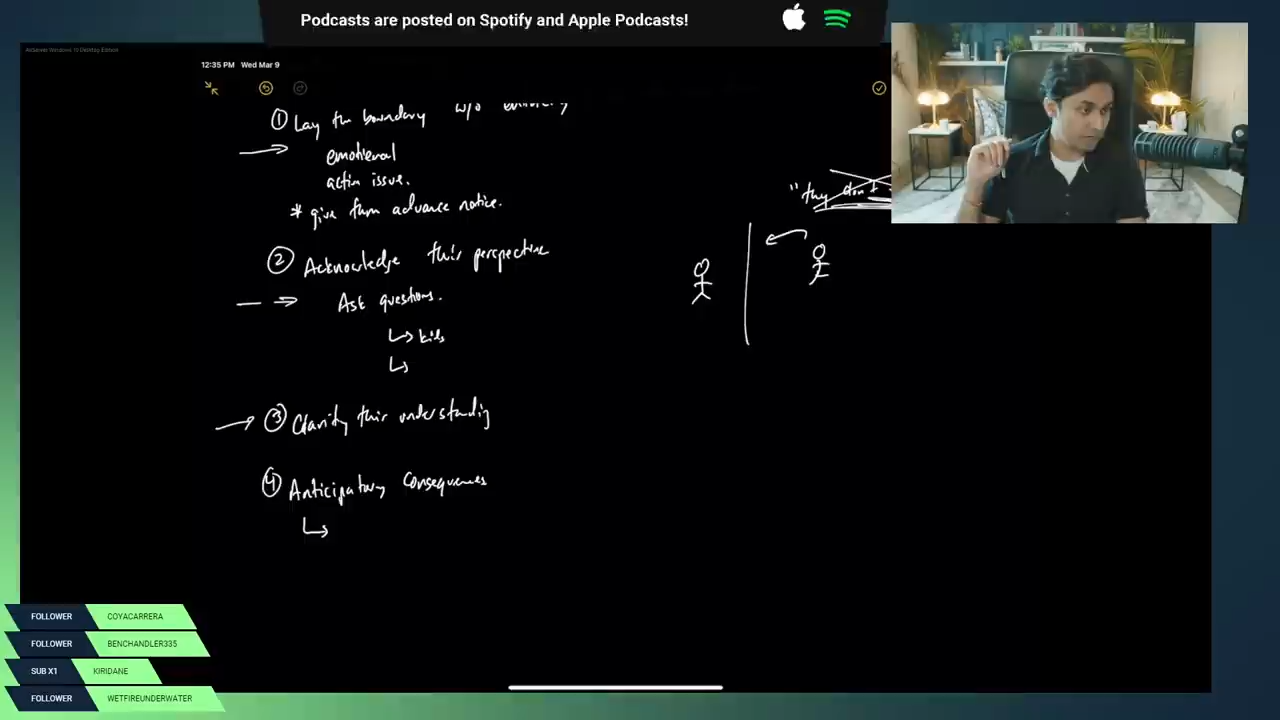 Podcasts are posted on Spotify and Apple Podcasts!
12:35 PM Wed Mar 9
① Lay the boundary w/o
emotional
action issue.
* give them advance notice.
"they don't
② Acknowledge their perspective
Ask questions.
↳ kids
↳
③ Clarify their understanding
④ Anticipatory Consequences
↳
FOLLOWER COYACARRERA
FOLLOWER BENCHANDLER335
SUB X1 KIRIDANE
FOLLOWER WETFIREUNDERWATER